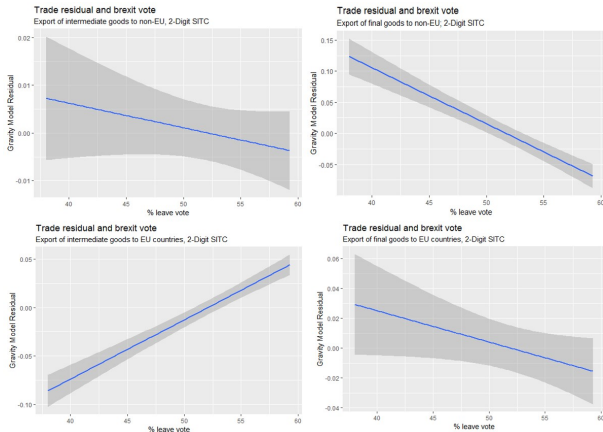 Trade residual and brexit vote
Export of intermediate goods to non-EU, 2-Digit SITC
0.02
0.01
0.00
-0.01
Gravity Model Residual
40
45
50
55
60
% leave vote
Trade residual and brexit vote
Export of final goods to non-EU, 2-Digit SITC
0.15
0.10
0.05
0.00
-0.05
Gravity Model Residual
40
45
50
55
60
% leave vote
Trade residual and brexit vote
Export of intermediate goods to EU countries, 2-Digit SITC
0.05
0.00
-0.05
-0.10
Gravity Model Residual
40
45
50
55
60
% leave vote
Trade residual and brexit vote
Export of final goods to EU countries, 2-Digit SITC
0.06
0.04
0.02
0.00
-0.02
-0.04
Gravity Model Residual
40
45
50
55
60
% leave vote